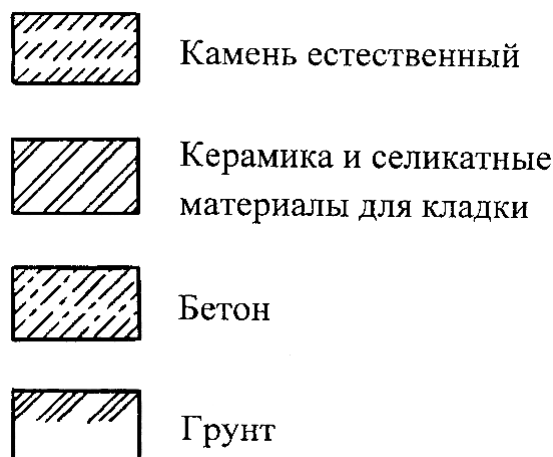 Камень естественный
Керамика и селикатные
материалы для кладки
Бетон
Грунт